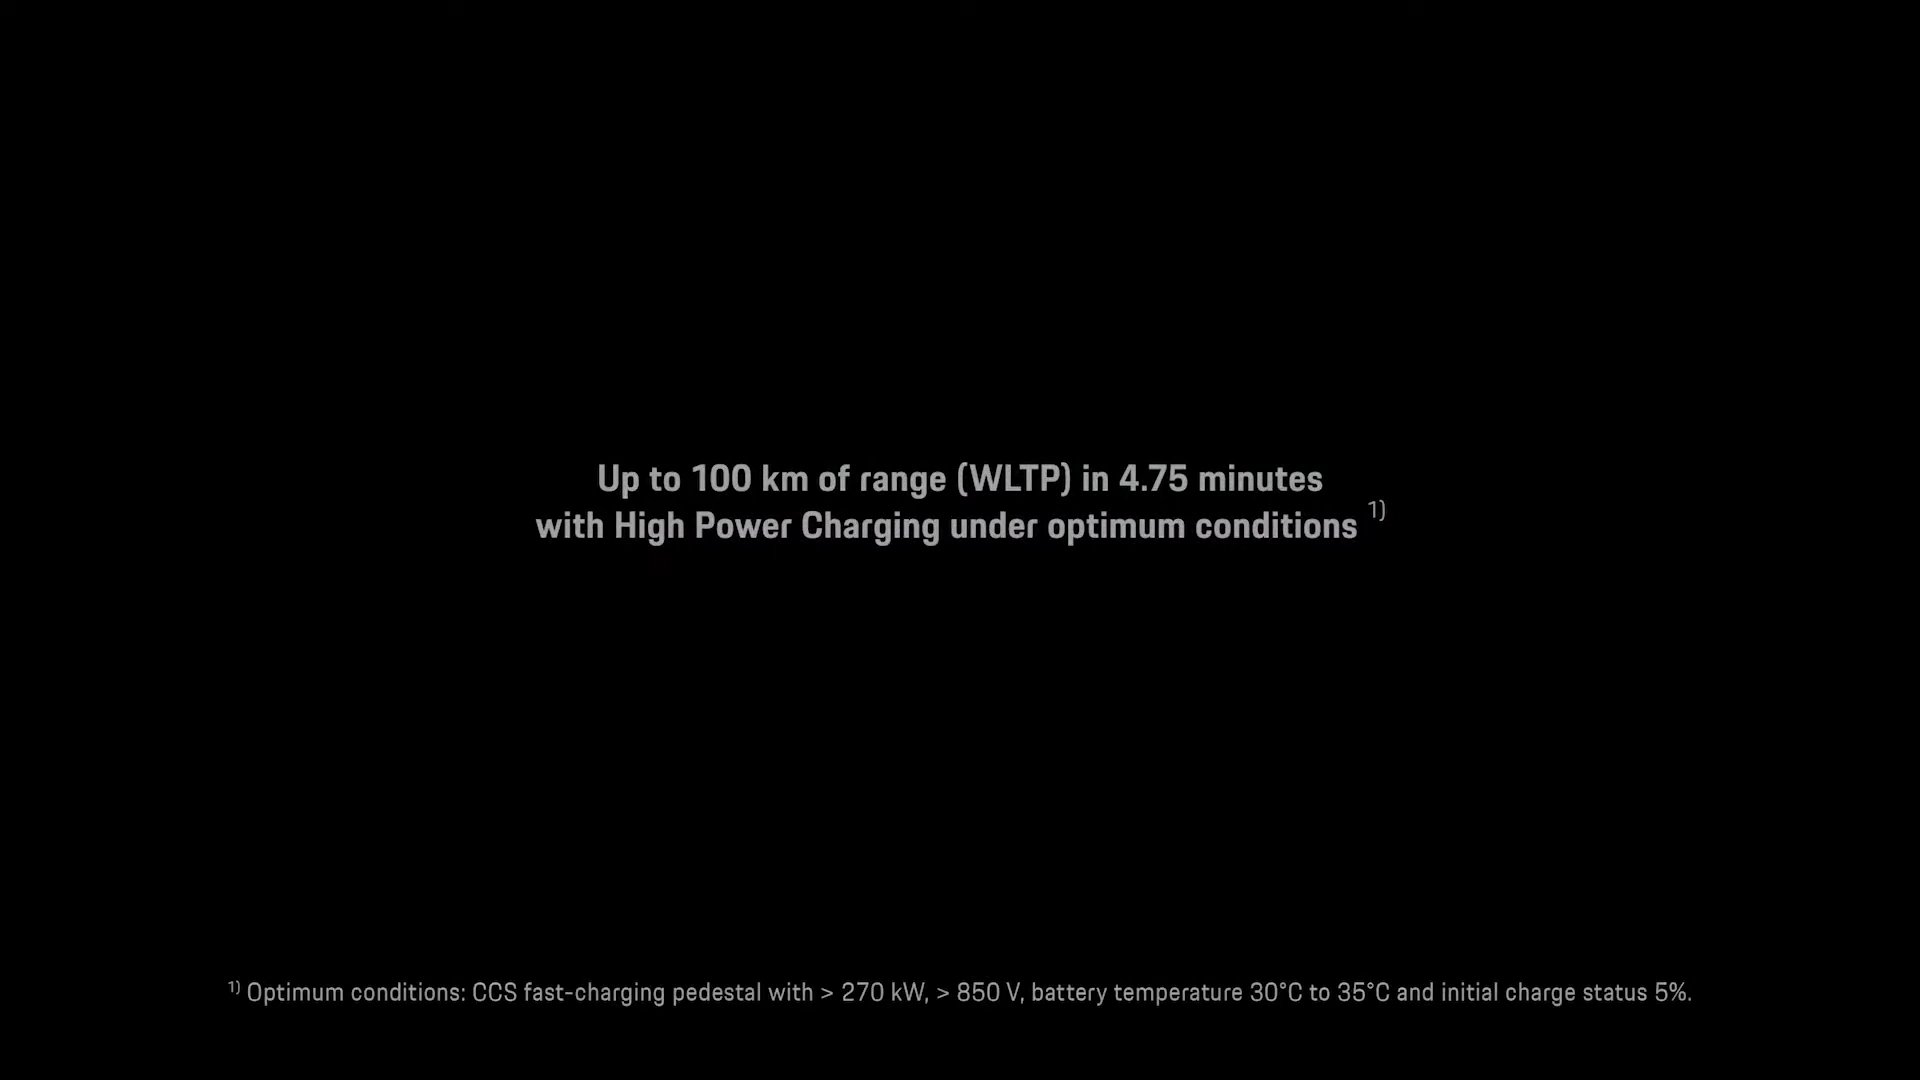 Up to 100 km of range (WLTP) in 4.75 minutes
with High Power Charging under optimum conditions ¹⁾
¹⁾ Optimum conditions: CCS fast-charging pedestal with > 270 kW, > 850 V, battery temperature 30°C to 35°C and initial charge status 5%.